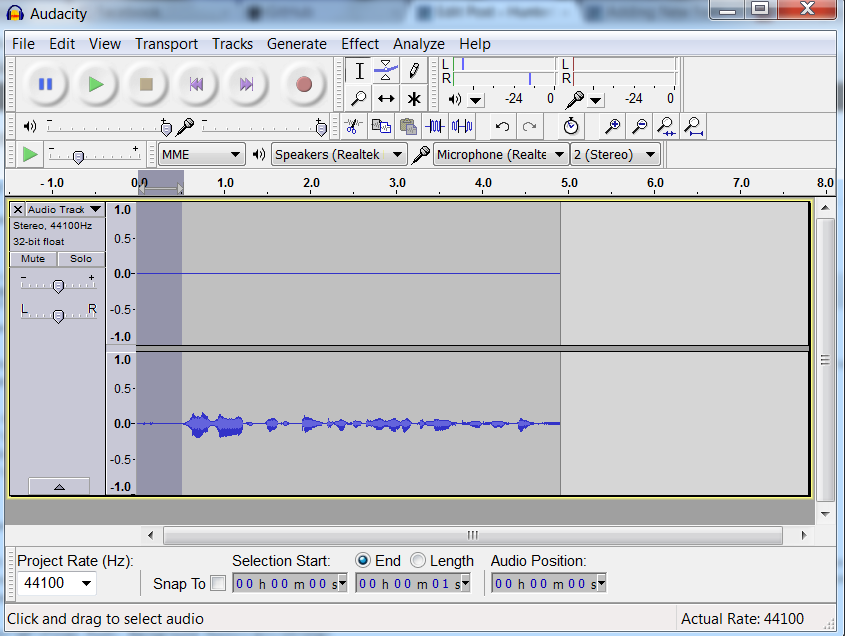 Audacity
File Edit View Transport Tracks Generate Effect Analyze Help
L L
R R
-24 0 -24 0
MME Speakers (Realtek Microphone (Realte 2 (Stereo)
-1.0 0.0 1.0 2.0 3.0 4.0 5.0 6.0 7.0 8.0
X Audio Track 1.0
Stereo, 44100Hz
32-bit float 0.5-
Mute Solo
- + 0.0-
L R -0.5-
-1.0
1.0
0.5-
0.0-
-0.5-
-1.0
Project Rate (Hz): Selection Start: End Length Audio Position:
44100 Snap To 00 h 00 m 00 s 00 h 00 m 01 s 00 h 00 m 00 s
Click and drag to select audio Actual Rate: 44100